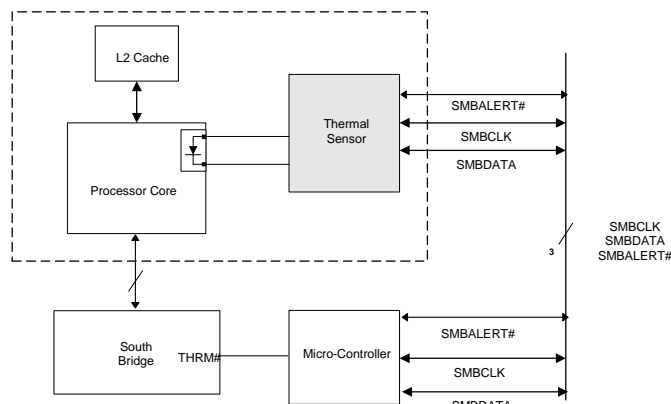 L2 Cache
Processor Core
Thermal
Sensor
SMBALERT#
SMBCLK
SMBDATA
3
SMBCLK
SMBDATA
SMBALERT#
South
Bridge
THRM#
Micro-Controller
SMBALERT#
SMBCLK
SMBDATA